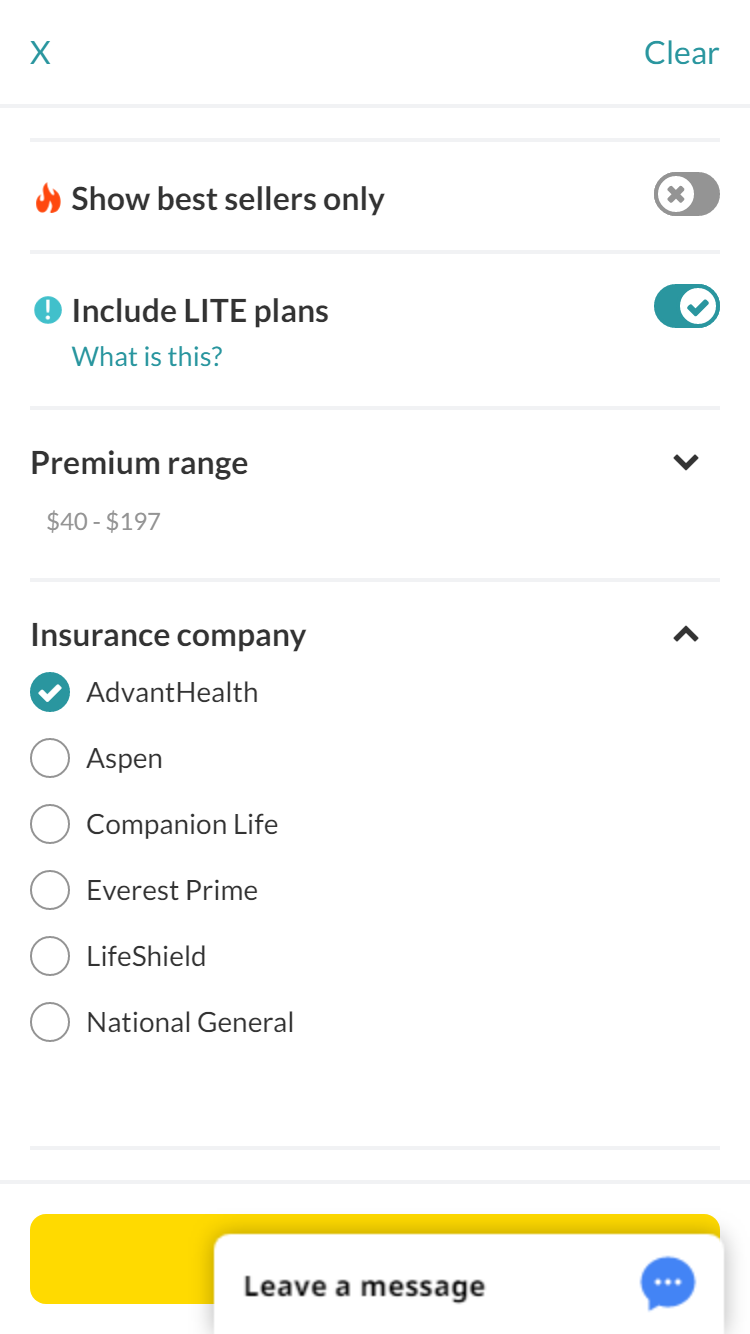 X
Clear
Show best sellers only
Include LITE plans
What is this?
Premium range
$40 - $197
Insurance company
AdvantHealth
Aspen
Companion Life
Everest Prime
LifeShield
National General
Leave a message